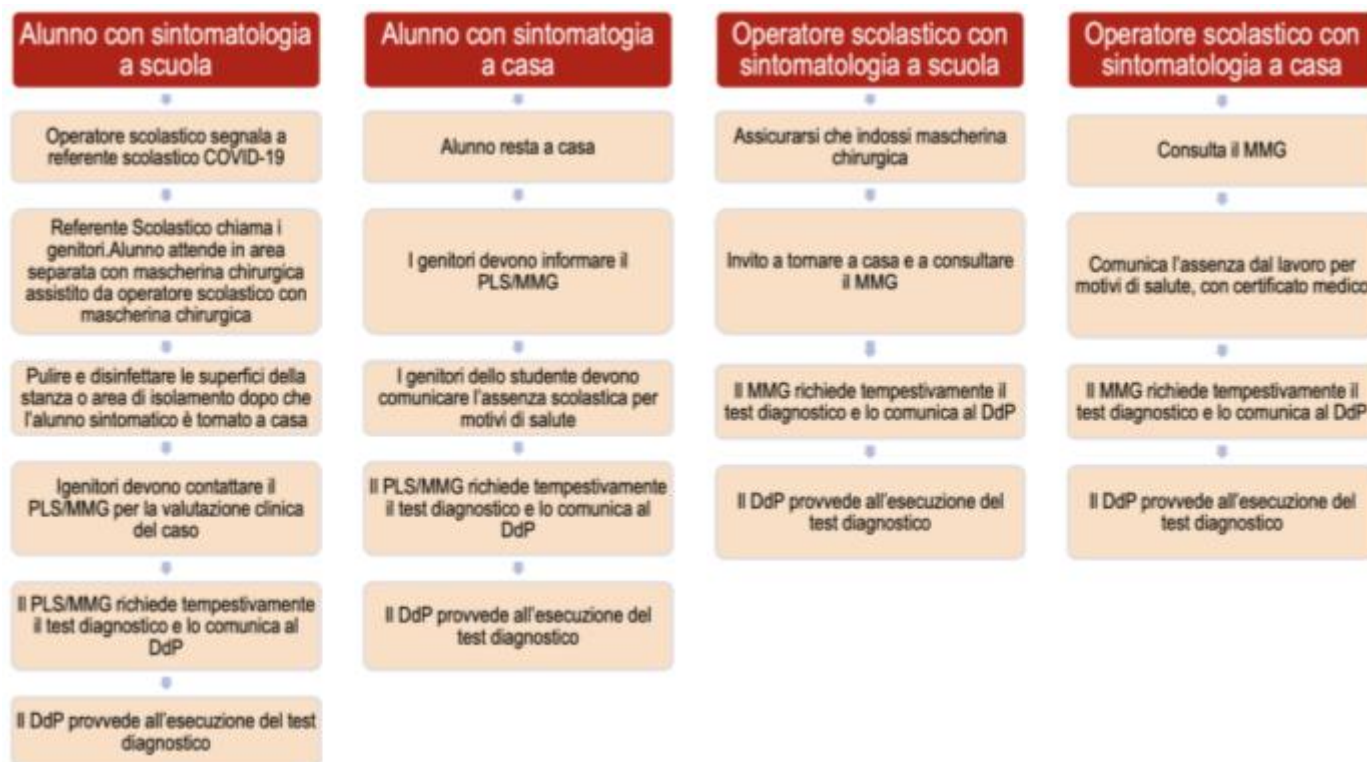 Alunno con sintomatologia
a scuola
Operatore scolastico segnala a
referente scolastico COVID-19
Referente Scolastico chiama i
genitori.Alunno attende in area
separata con mascherina chirurgica
assistito da operatore scolastico con
mascherina chirurgica
Pulire e disinfettare le superfici della
stanza o area di isolamento dopo che
l'alunno sintomatico è tornato a casa
Igenitori devono contattare il
PLS/MMG per la valutazione clinica
del caso
Il PLS/MMG richiede tempestivamente
il test diagnostico e lo comunica al
DdP
Il DdP provvede all'esecuzione del test
diagnostico
Alunno con sintomatogia
a casa
Alunno resta a casa
I genitori devono informare il
PLS/MMG
I genitori dello studente devono
comunicare l'assenza scolastica per
motivi di salute
Il PLS/MMG richiede tempestivamente
il test diagnostico e lo comunica al
DdP
Il DdP provvede all'esecuzione del
test diagnostico
Operatore scolastico con
sintomatologia a scuola
Assicurarsi che indossi mascherina
chirurgica
Invito a tornare a casa e a consultare
il MMG
Il MMG richiede tempestivamente il
test diagnostico e lo comunica al DdP
Il DdP provvede all'esecuzione del
test diagnostico
Operatore scolastico con
sintomatologia a casa
Consulta il MMG
Comunica l'assenza dal lavoro per
motivi di salute, con certificato medico
Il MMG richiede tempestivamente il
test diagnostico e lo comunica al DdP
Il DdP provvede all'esecuzione del
test diagnostico